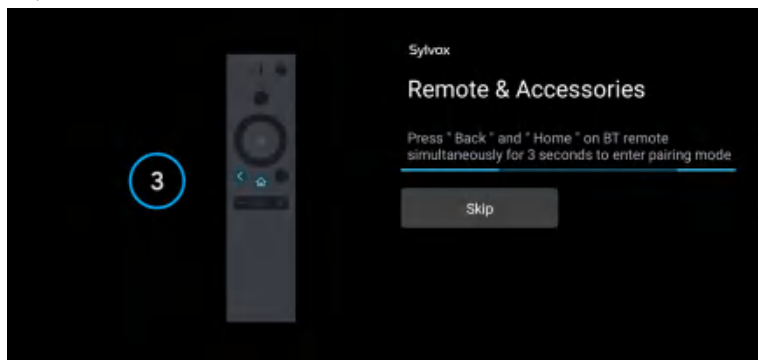 Sylvox
Remote & Accessories
Press " Back " and " Home " on BT remote
simultaneously for 3 seconds to enter pairing mode
3
Skip